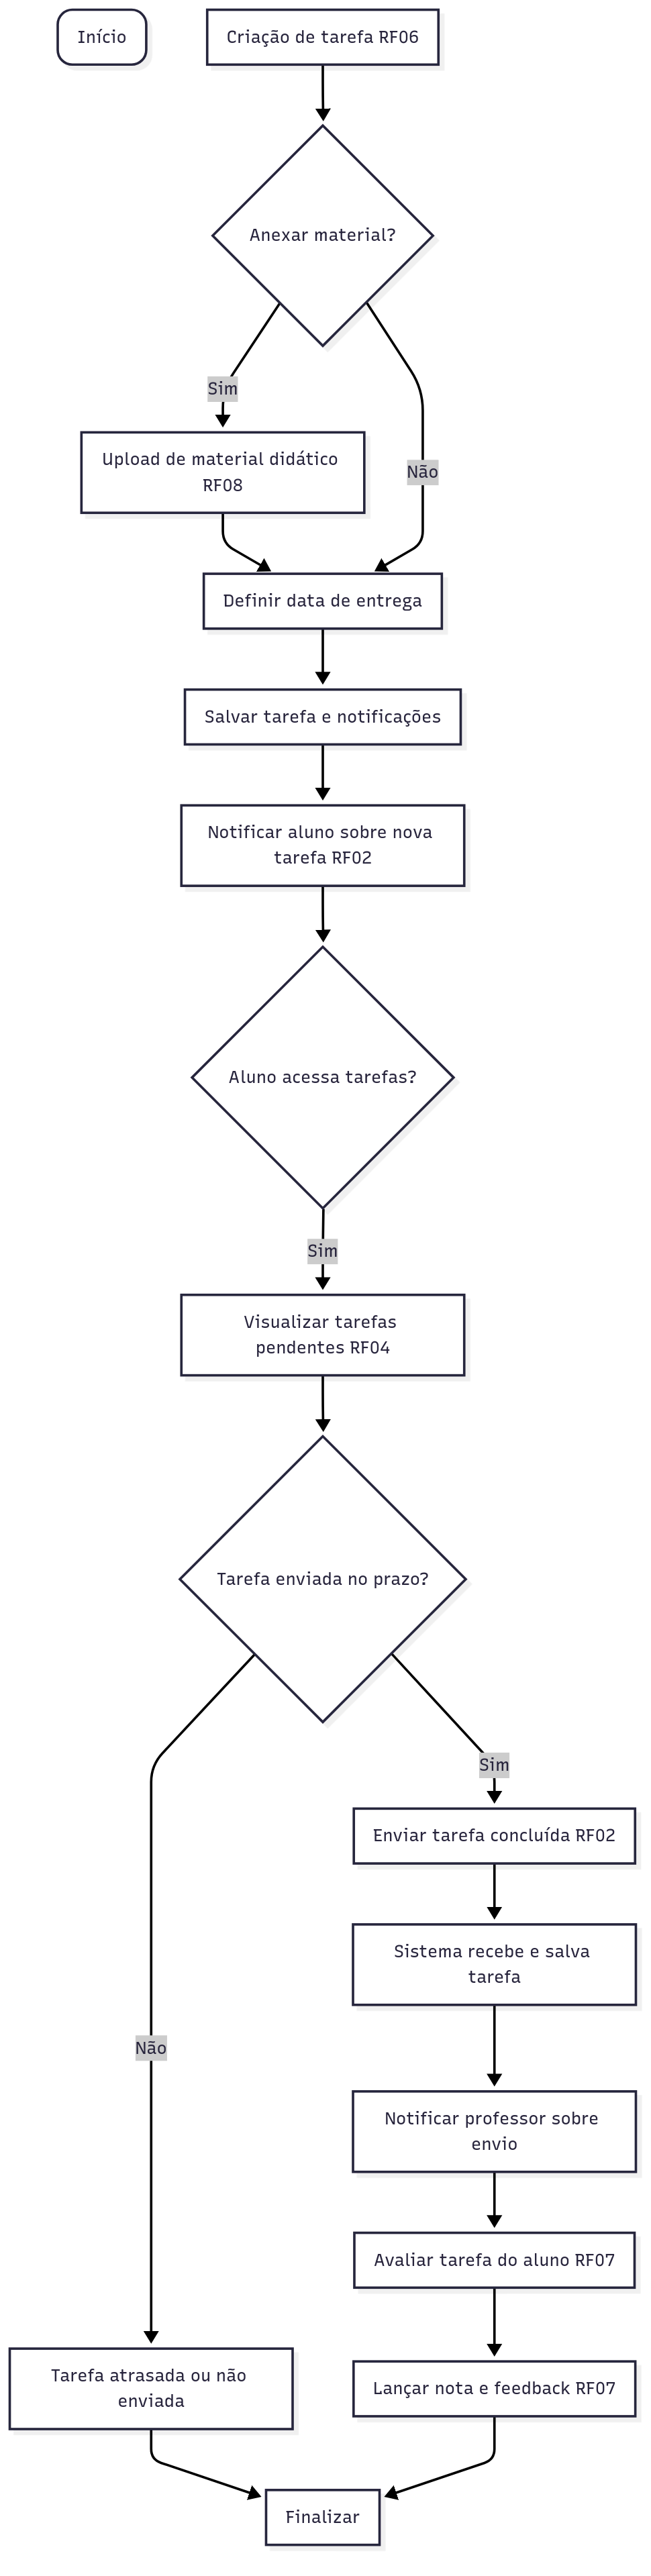 Início
Criação de tarefa RF06
Anexar material?
Sim
Não
Upload de material didático
RF08
Definir data de entrega
Salvar tarefa e notificações
Notificar aluno sobre nova
tarefa RF02
Aluno acessa tarefas?
Sim
Visualizar tarefas
pendentes RF04
Tarefa enviada no prazo?
Sim
Enviar tarefa concluída RF02
Sistema recebe e salva
tarefa
Não
Notificar professor sobre
envio
Avaliar tarefa do aluno RF07
Tarefa atrasada ou não
enviada
Lançar nota e feedback RF07
Finalizar